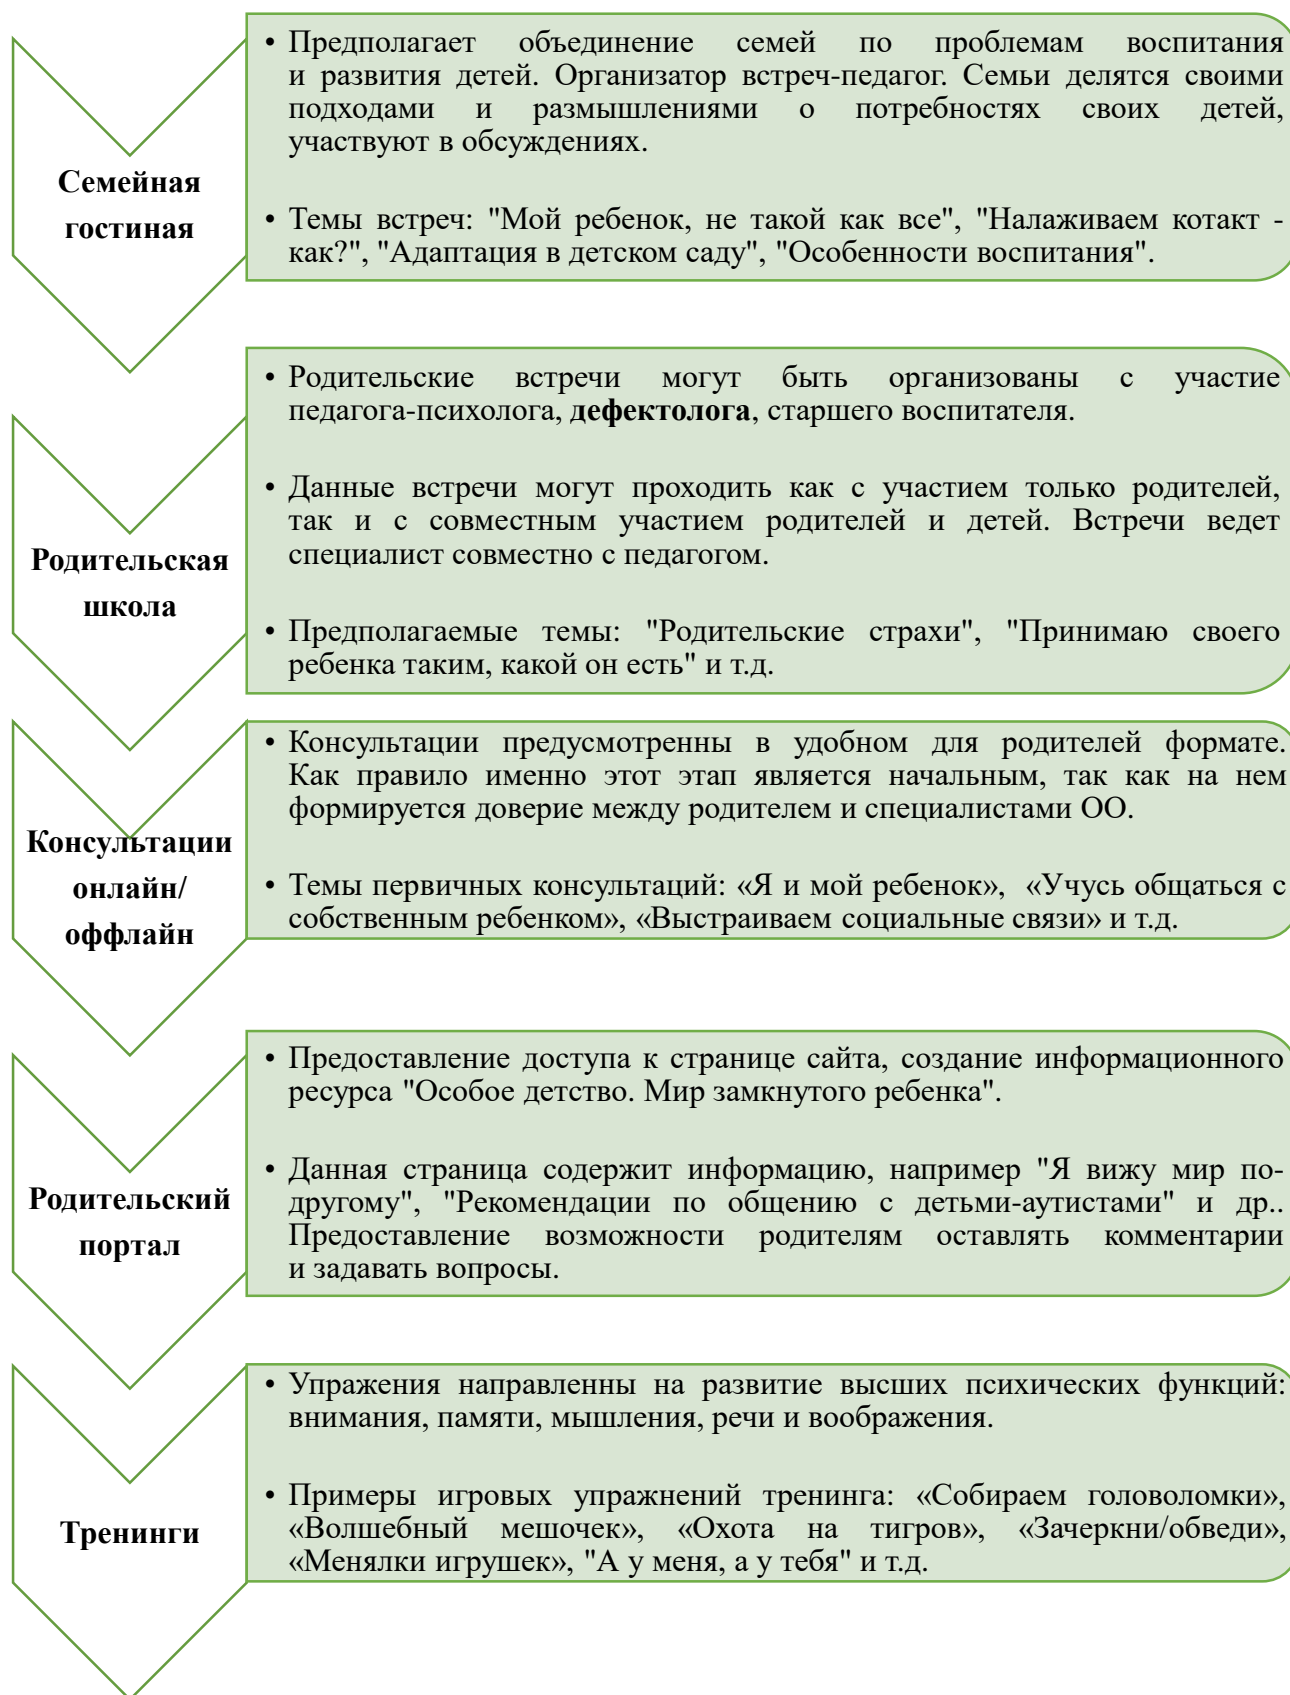 Семейная
гостиная
• Предполагает объединение семей по проблемам воспитания
и развития детей. Организатор встреч-педагог. Семьи делятся своими
подходами и размышлениями о потребностях своих детей,
участвуют в обсуждениях.
• Темы встреч: "Мой ребенок, не такой как все", "Налаживаем котакт -
как?", "Адаптация в детском саду", "Особенности воспитания".
Родительская
школа
• Родительские встречи могут быть организованы с участие
педагога-психолога, дефектолога, старшего воспитателя.
• Данные встречи могут проходить как с участием только родителей,
так и с совместным участием родителей и детей. Встречи ведет
специалист совместно с педагогом.
• Предполагаемые темы: "Родительские страхи", "Принимаю своего
ребенка таким, какой он есть" и т.д.
Консультации
онлайн/
оффлайн
• Консультации предусмотренны в удобном для родителей формате.
Как правило именно этот этап является начальным, так как на нем
формируется доверие между родителем и специалистами ОО.
• Темы первичных консультаций: «Я и мой ребенок», «Учусь общаться с
собственным ребенком», «Выстраиваем социальные связи» и т.д.
Родительский
портал
• Предоставление доступа к странице сайта, создание информационного
ресурса "Особое детство. Мир замкнутого ребенка".
• Данная страница содержит информацию, например "Я вижу мир по-
другому", "Рекомендации по общению с детьми-аутистами" и др..
Предоставление возможности родителям оставлять комментарии
и задавать вопросы.
Тренинги
• Упражения направленны на развитие высших психических функций:
внимания, памяти, мышления, речи и воображения.
• Примеры игровых упражнений тренинга: «Собираем головоломки»,
«Волшебный мешочек», «Охота на тигров», «Зачеркни/обведи»,
«Менялки игрушек», "А у меня, а у тебя" и т.д.